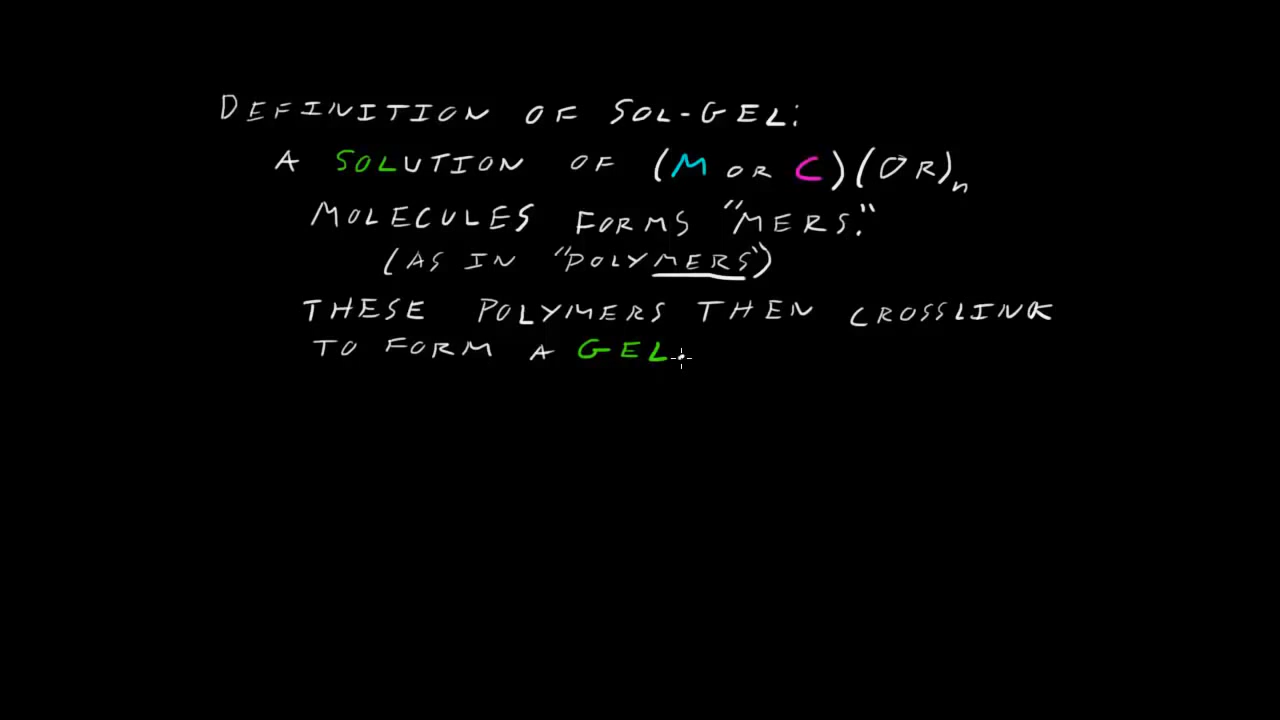 DEFINITION OF SOL-GEL:
A SOLUTION OF (M OR C)(OR)n
MOLECULES FORMS "MERS."
(AS IN "POLYMERS")
THESE POLYMERS THEN CROSSLINK
TO FORM A GEL.